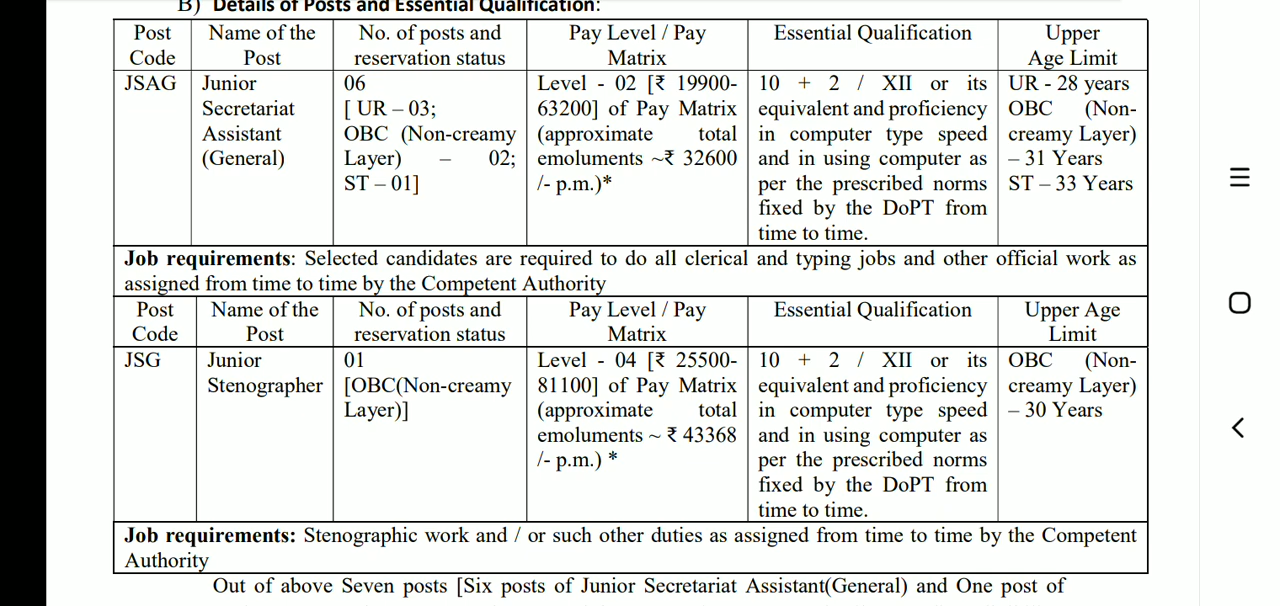 B) Details of Posts and Essential Qualification:
Post Code | Name of the Post | No. of posts and reservation status | Pay Level / Pay Matrix | Essential Qualification | Upper Age Limit
JSAG | Junior Secretariat Assistant (General) | 06 [ UR – 03; OBC (Non-creamy Layer) – 02; ST – 01] | Level - 02 [₹ 19900-63200] of Pay Matrix (approximate total emoluments ~₹ 32600 /- p.m.)* | 10 + 2 / XII or its equivalent and proficiency in computer type speed and in using computer as per the prescribed norms fixed by the DoPT from time to time. | UR - 28 years OBC (Non-creamy Layer) – 31 Years ST – 33 Years
Job requirements: Selected candidates are required to do all clerical and typing jobs and other official work as
assigned from time to time by the Competent Authority
Post Code | Name of the Post | No. of posts and reservation status | Pay Level / Pay Matrix | Essential Qualification | Upper Age Limit
JSG | Junior Stenographer | 01 [OBC(Non-creamy Layer)] | Level - 04 [₹ 25500-81100] of Pay Matrix (approximate total emoluments ~ ₹ 43368 /- p.m.) * | 10 + 2 / XII or its equivalent and proficiency in computer type speed and in using computer as per the prescribed norms fixed by the DoPT from time to time. | OBC (Non-creamy Layer) – 30 Years
Job requirements: Stenographic work and / or such other duties as assigned from time to time by the Competent
Authority
Out of above Seven posts [Six posts of Junior Secretariat Assistant(General) and One post of